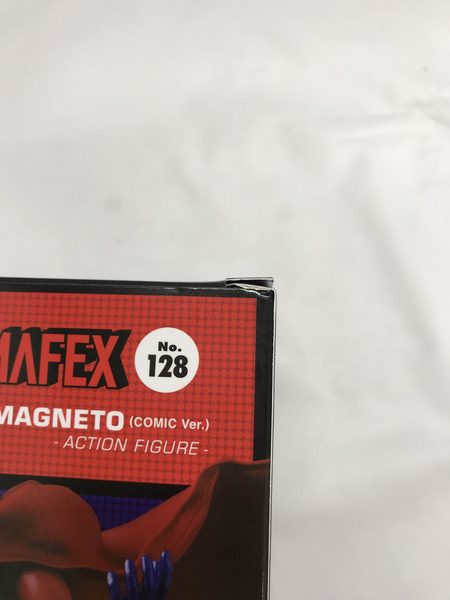 MAFEX
No.
128
MAGNETO (COMIC Ver.)
- ACTION FIGURE -